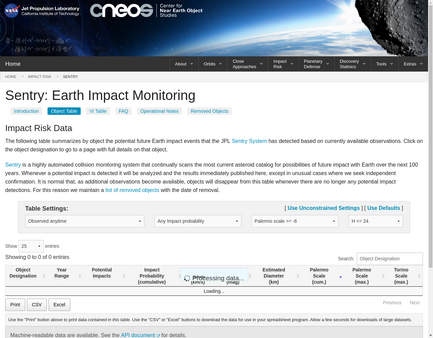 Jet Propulsion Laboratory
California Institute of Technology
cneos
Center for
Near Earth Object
Studies
Home
About
Orbits
Close Approaches
Impact Risk
Planetary Defense
Discovery Statistics
Tools
Extras
HOME / IMPACT RISK / SENTRY
Sentry: Earth Impact Monitoring
Introduction
Object Table
VI Table
FAQ
Operational Notes
Removed Objects
Impact Risk Data
The following table summarizes by object the potential future Earth impact events that the JPL Sentry System has detected based on currently available observations. Click on
the object designation to go to a page with full details on that object.
Sentry is a highly automated collision monitoring system that continually scans the most current asteroid catalog for possibilities of future impact with Earth over the next 100
years. Whenever a potential impact is detected it will be analyzed and the results immediately published here, except in unusual cases where we seek independent
confirmation. It is normal that, as additional observations become available, objects will disappear from this table whenever there are no longer any potential impact
detections. For this reason we maintain a list of removed objects with the date of removal.
Table Settings:
[ Use Unconstrained Settings ] [ Use Defaults ]
Observed anytime
Any Impact probability
Palermo scale >= -8
H <= 24
Show 25 entries
Showing 0 to 0 of 0 entries
Search: Object Designation
Object Designation
Year Range
Potential Impacts
Impact Probability (cumulative)
(km/s)
(mag)
Estimated Diameter (km)
Palermo Scale (cum.)
Palermo Scale (max.)
Torino Scale (max.)
Processing data...
Loading...
Print
CSV
Excel
Previous
Next
Use the "Print" button above to print data contained in this table. Use the "CSV" or "Excel" buttons to download the data for use in your spreadsheet program. Allow a few seconds for downloads of large datasets.
Machine-readable data are available. See the API document for details.